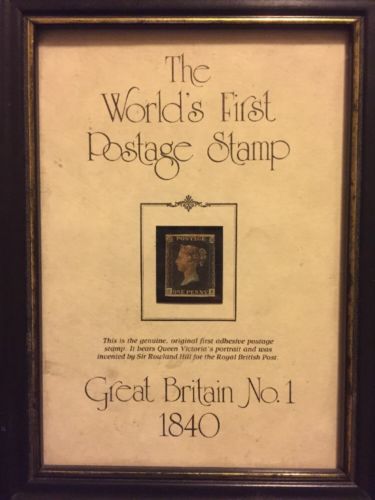 The
World's First
Postage Stamp
POSTAGE
ONE PENNY
This is the genuine, original first adhesive postage
stamp. It bears Queen Victoria's portrait and was
invented by Sir Rowland Hill for the Royal British Post.
Great Britain No. 1
1840